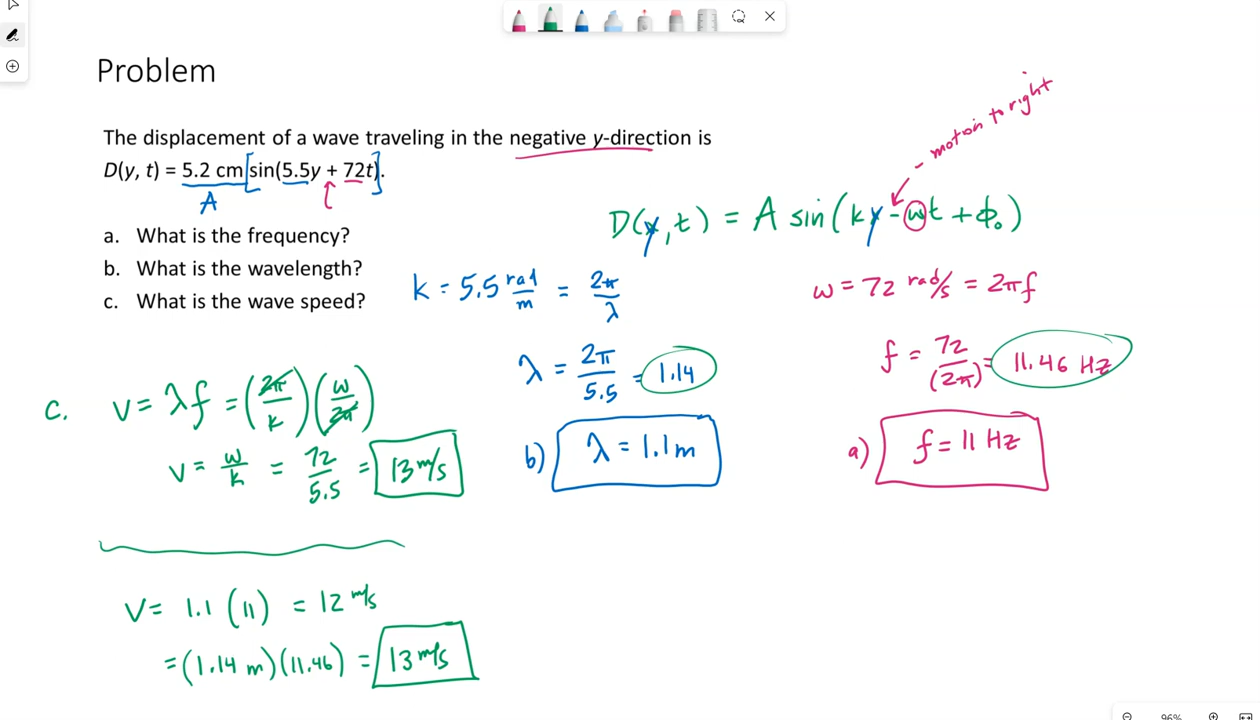 Problem
The displacement of a wave traveling in the negative y-direction is
D(y, t) = 5.2 cm [sin(5.5y + 72t)].
A
- motion to right
a. What is the frequency?
b. What is the wavelength?
c. What is the wave speed?
D(y, t) = A sin(ky - ωt + ϕ₀)
k = 5.5 rad/m = 2π/λ
λ = 2π/5.5 = 1.14
b) λ = 1.1 m
ω = 72 rad/s = 2πf
f = 72/(2π) = 11.46 Hz
a) f = 11 Hz
c. v = λf = (2π/k)(ω/2π)
v = ω/k = 72/5.5 = 13 m/s
v = 1.1 (11) = 12 m/s
= (1.14 m)(11.46) = 13 m/s
96%